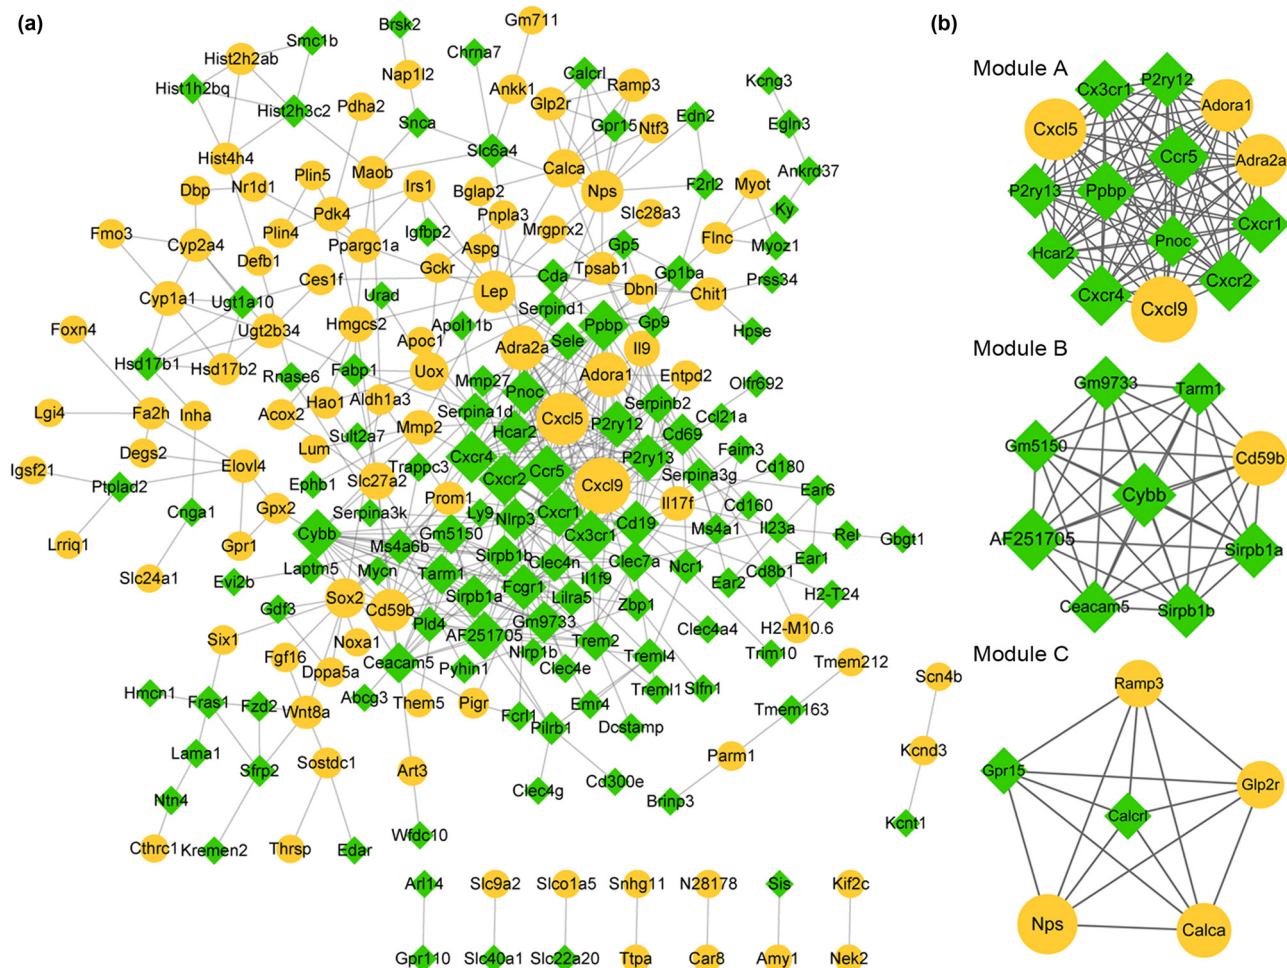 (a)
(b)
Brsk2
Gm711
Smc1b
Hist2h2ab
Chrna7
Nap1l2
Ankk1
Calcrl
Ramp3
Kcng3
Hist1h2bq
Hist2h3c2
Pdha2
Glp2r
Snca
Gpr15
Ntf3
Edn2
Egln3
Slc6a4
Hist4h4
Maob
Calca
Ankrd37
Dbp
Nr1d1
Plin5
Irs1
Bglap2
Nps
F2rl2
Myot
Pdk4
Pnpla3
Slc28a3
Ky
Fmo3
Plin4
Igfbp2
Mrgprx2
Flnc
Cyp2a4
Ppargc1a
Aspg
Gp5
Myoz1
Defb1
Gckr
Tpsab1
Gp1ba
Ces1f
Cda
Prss34
Cyp1a1
Ugt1a10
Urad
Lep
Dbnl
Chit1
Serpind1
Foxn4
Ugt2b34
Hmgcs2
Apol11b
Ppbp
Gp9
Hpse
Apoc1
Adra2a
Sele
Il9
Hsd17b1
Hsd17b2
Rnase6
Fabp1
Uox
Adora1
Entpd2
Mmp27
Pnoc
Olfr692
Lgi4
Fa2h
Inha
Acox2
Hao1
Aldh1a3
Serpina1d
Cxcl5
Serpinb2
Ccl21a
Mmp2
Hcar2
P2ry12
Cd69
Degs2
Lum
Sult2a7
Faim3
Igsf21
Elovl4
Trappc3
Cxcr4
P2ry13
Cd180
Ptplad2
Ephb1
Slc27a2
Cxcr2
Ccr5
Serpina3g
Ear6
Cxcl9
Cnga1
Gpx2
Prom1
Il17f
Cd160
Serpina3k
Ly9
Nlrp3
Cxcr1
Cd19
Ms4a1
Il23a
Lrriq1
Gpr1
Cybb
Gm5150
Cx3cr1
Rel
Gbgt1
Ms4a6b
Sirpb1b
Clec4n
Clec7a
Ncr1
Ear1
Slc24a1
Laptm5
Mycn
Tarm1
Fcgr1
Il1f9
Ear2
Cd8b1
Evi2b
Sirpb1a
Lilra5
Zbp1
H2-T24
Gdf3
Sox2
Cd59b
Pld4
Gm9733
Clec4a4
H2-M10.6
Six1
Noxa1
AF251705
Trem2
Fgf16
Nlrp1b
Treml4
Trim10
Dppa5a
Ceacam5
Pyhin1
Clec4e
Tmem212
Hmcn1
Abcg3
Treml1
Slfn1
Scn4b
Fras1
Fzd2
Wnt8a
Them5
Pigr
Fcrl1
Emr4
Tmem163
Pilrb1
Dcstamp
Lama1
Sfrp2
Sostdc1
Art3
Parm1
Kcnd3
Cd300e
Ntn4
Clec4g
Brinp3
Kcnt1
Cthrc1
Kremen2
Thrsp
Edar
Wfdc10
Arl14
Slc9a2
Slco1a5
Snhg11
N28178
Sis
Kif2c
Gpr110
Slc40a1
Slc22a20
Ttpa
Car8
Amy1
Nek2
Module A
Cx3cr1
P2ry12
Adora1
Cxcl5
Ccr5
Adra2a
P2ry13
Ppbp
Cxcr1
Hcar2
Pnoc
Cxcr4
Cxcr2
Cxcl9
Module B
Gm9733
Tarm1
Gm5150
Cd59b
Cybb
AF251705
Sirpb1a
Ceacam5
Sirpb1b
Module C
Ramp3
Gpr15
Glp2r
Calcrl
Nps
Calca